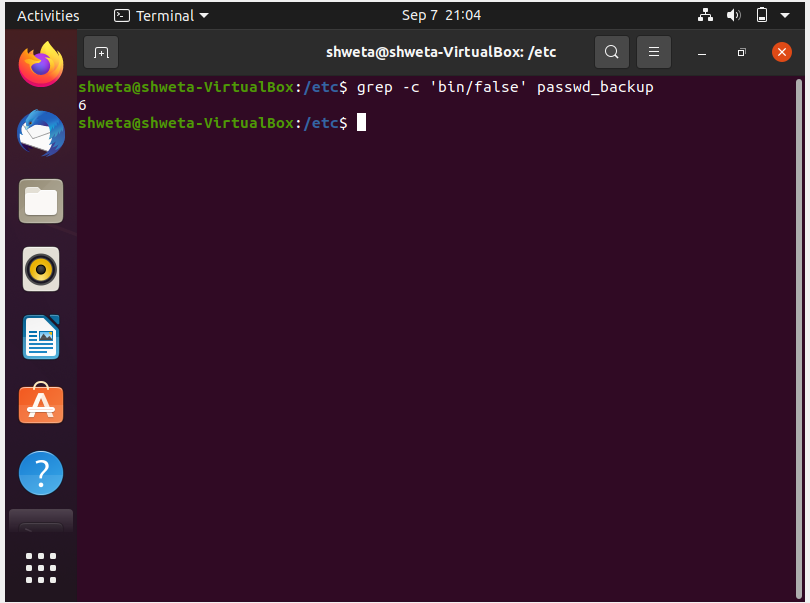 Activities Terminal Sep 7 21:04
shweta@shweta-VirtualBox: /etc
shweta@shweta-VirtualBox:/etc$ grep -c 'bin/false' passwd_backup
6
shweta@shweta-VirtualBox:/etc$